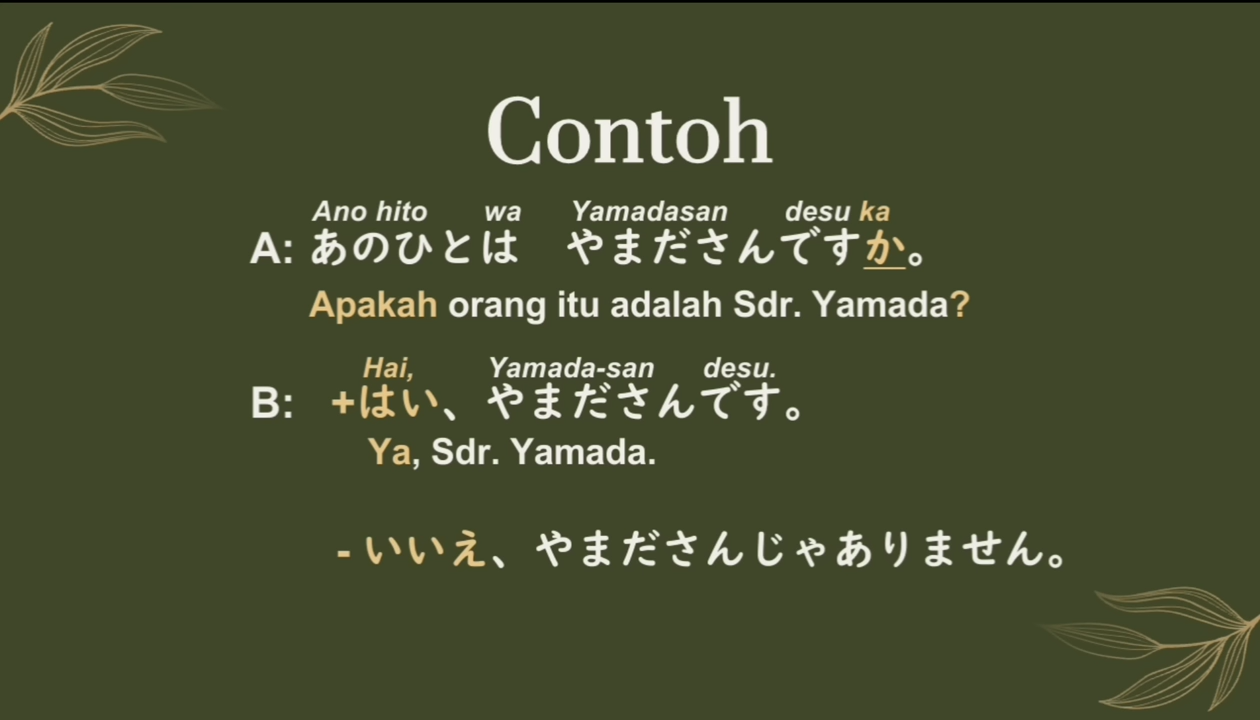 Contoh
Ano hito wa Yamadasan desu ka
A: あのひとは　やまださんですか。
Apakah orang itu adalah Sdr. Yamada?
Hai, Yamada-san desu.
B: +はい、やまださんです。
Ya, Sdr. Yamada.
- いいえ、やまださんじゃありません。